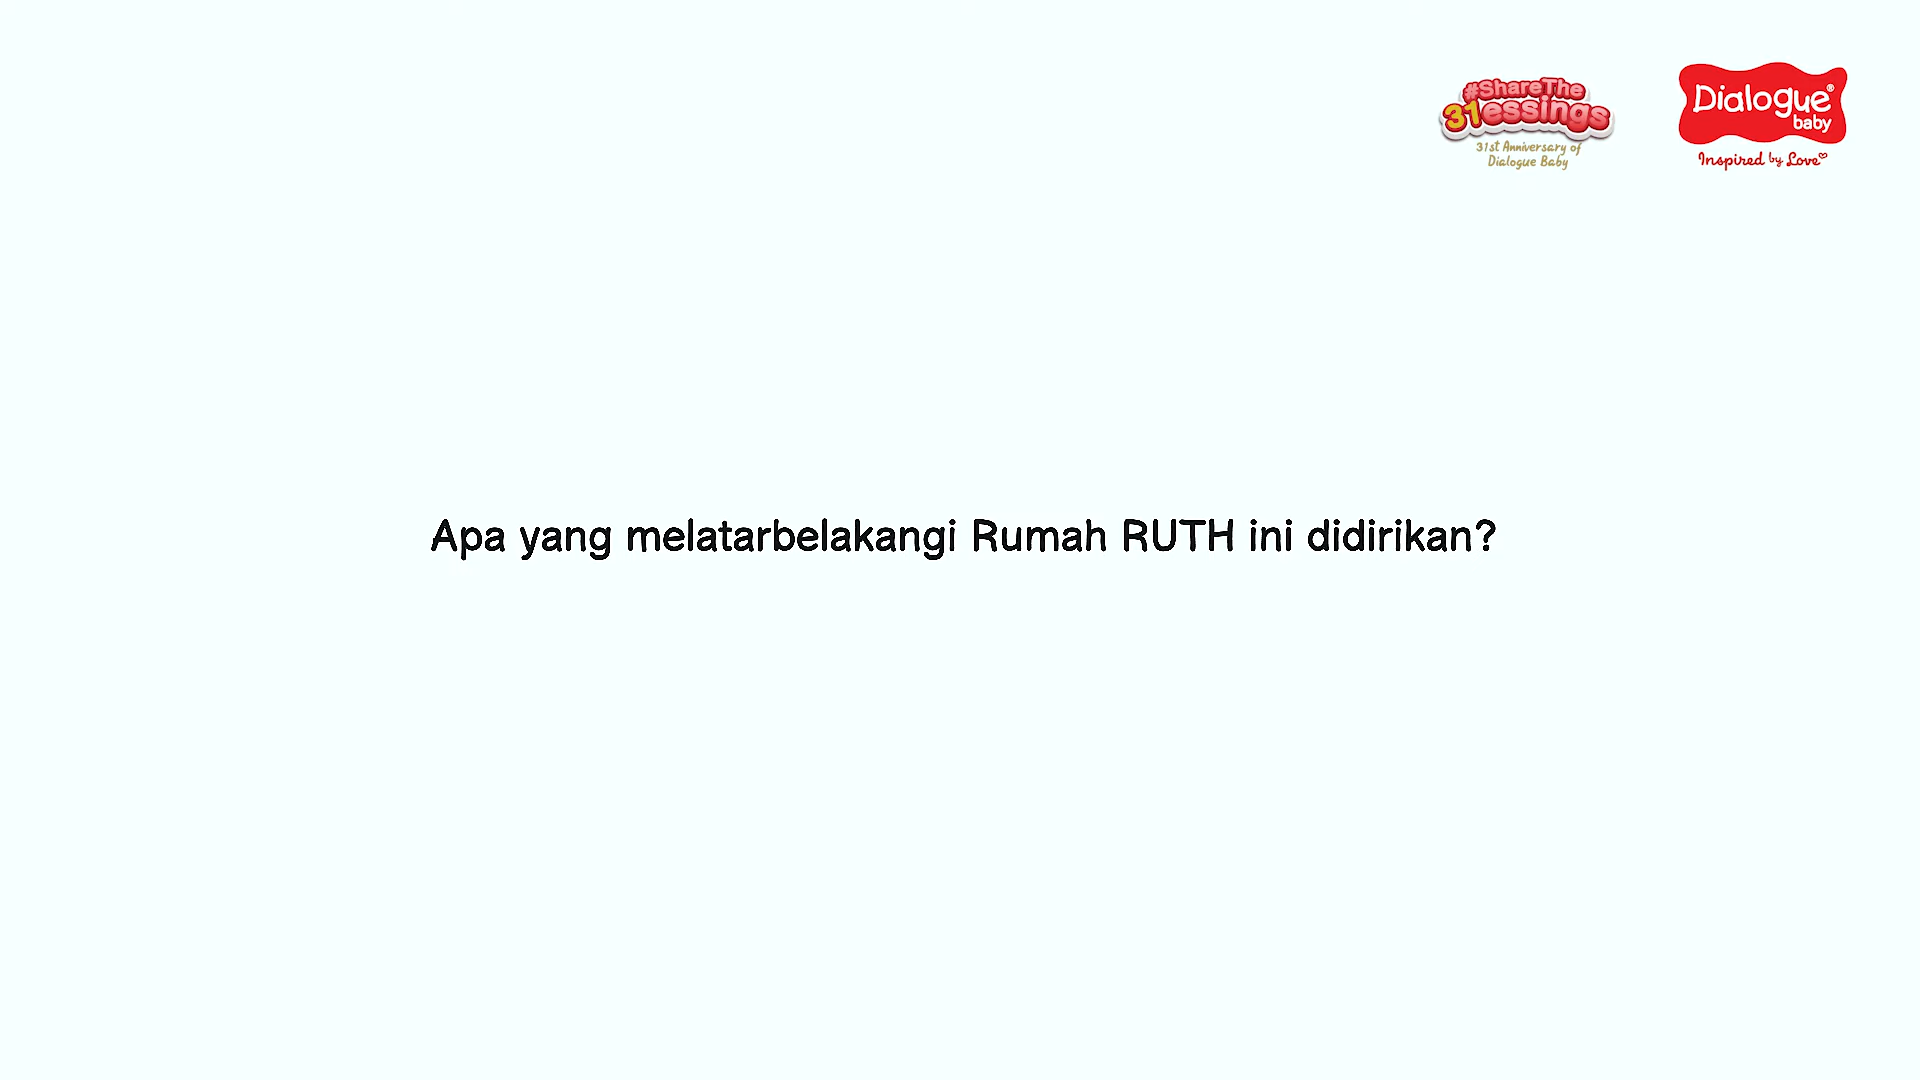 #ShareThe
31essings
31st Anniversary of
Dialogue Baby
Dialogue®
baby
Inspired by Love
Apa yang melatarbelakangi Rumah RUTH ini didirikan?